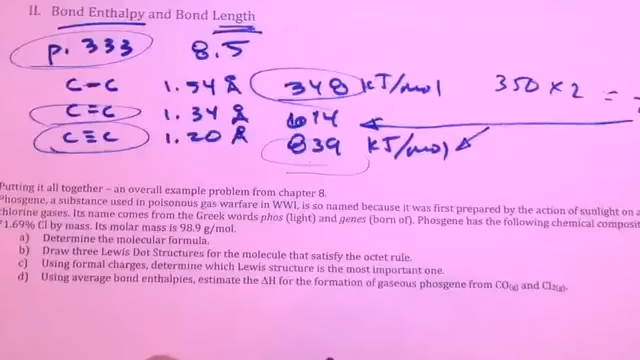 II. Bond Enthalpy and Bond Length
p. 333 8.5
C-C 1.54 Å 348 kJ/mol 350 × 2 =
C=C 1.34 Å 614
C≡C 1.20 Å 839 kJ/mol
Putting it all together – an overall example problem from chapter 8.
Phosgene, a substance used in poisonous gas warfare in WWI, is so named because it was first prepared by the action of sunlight on a
chlorine gases. Its name comes from the Greek words phos (light) and genes (born of). Phosgene has the following chemical composit
71.69% Cl by mass. Its molar mass is 98.9 g/mol.
a) Determine the molecular formula.
b) Draw three Lewis Dot Structures for the molecule that satisfy the octet rule.
c) Using formal charges, determine which Lewis structure is the most important one.
d) Using average bond enthalpies, estimate the ΔH for the formation of gaseous phosgene from CO(g) and Cl2(g).